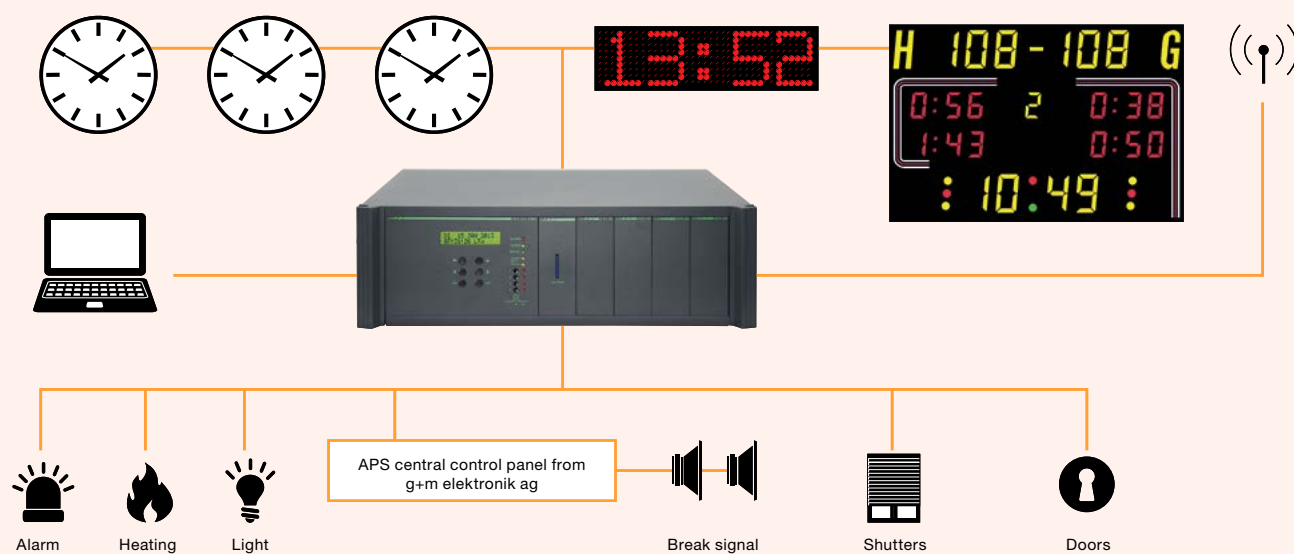 13:52
H 108-108 G
0:56 2 0:38
1:43 0:50
10:49
APS central control panel from
g+m elektronik ag
Alarm
Heating
Light
Break signal
Shutters
Doors